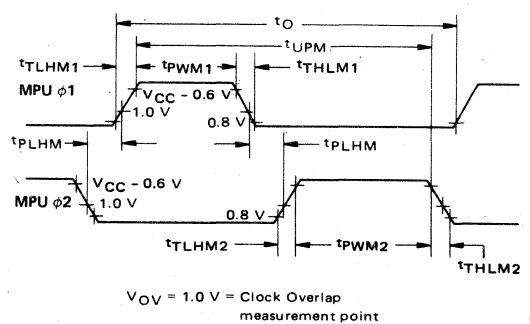 tO
tUPM
tTLHM1
tPWM1
tTHLM1
MPU ϕ1
VCC − 0.6 V
1.0 V
0.8 V
tPLHM
tPLHM
MPU ϕ2
VCC − 0.6 V
1.0 V
0.8 V
tTLHM2
tPWM2
tTHLM2
VOV = 1.0 V = Clock Overlap
measurement point